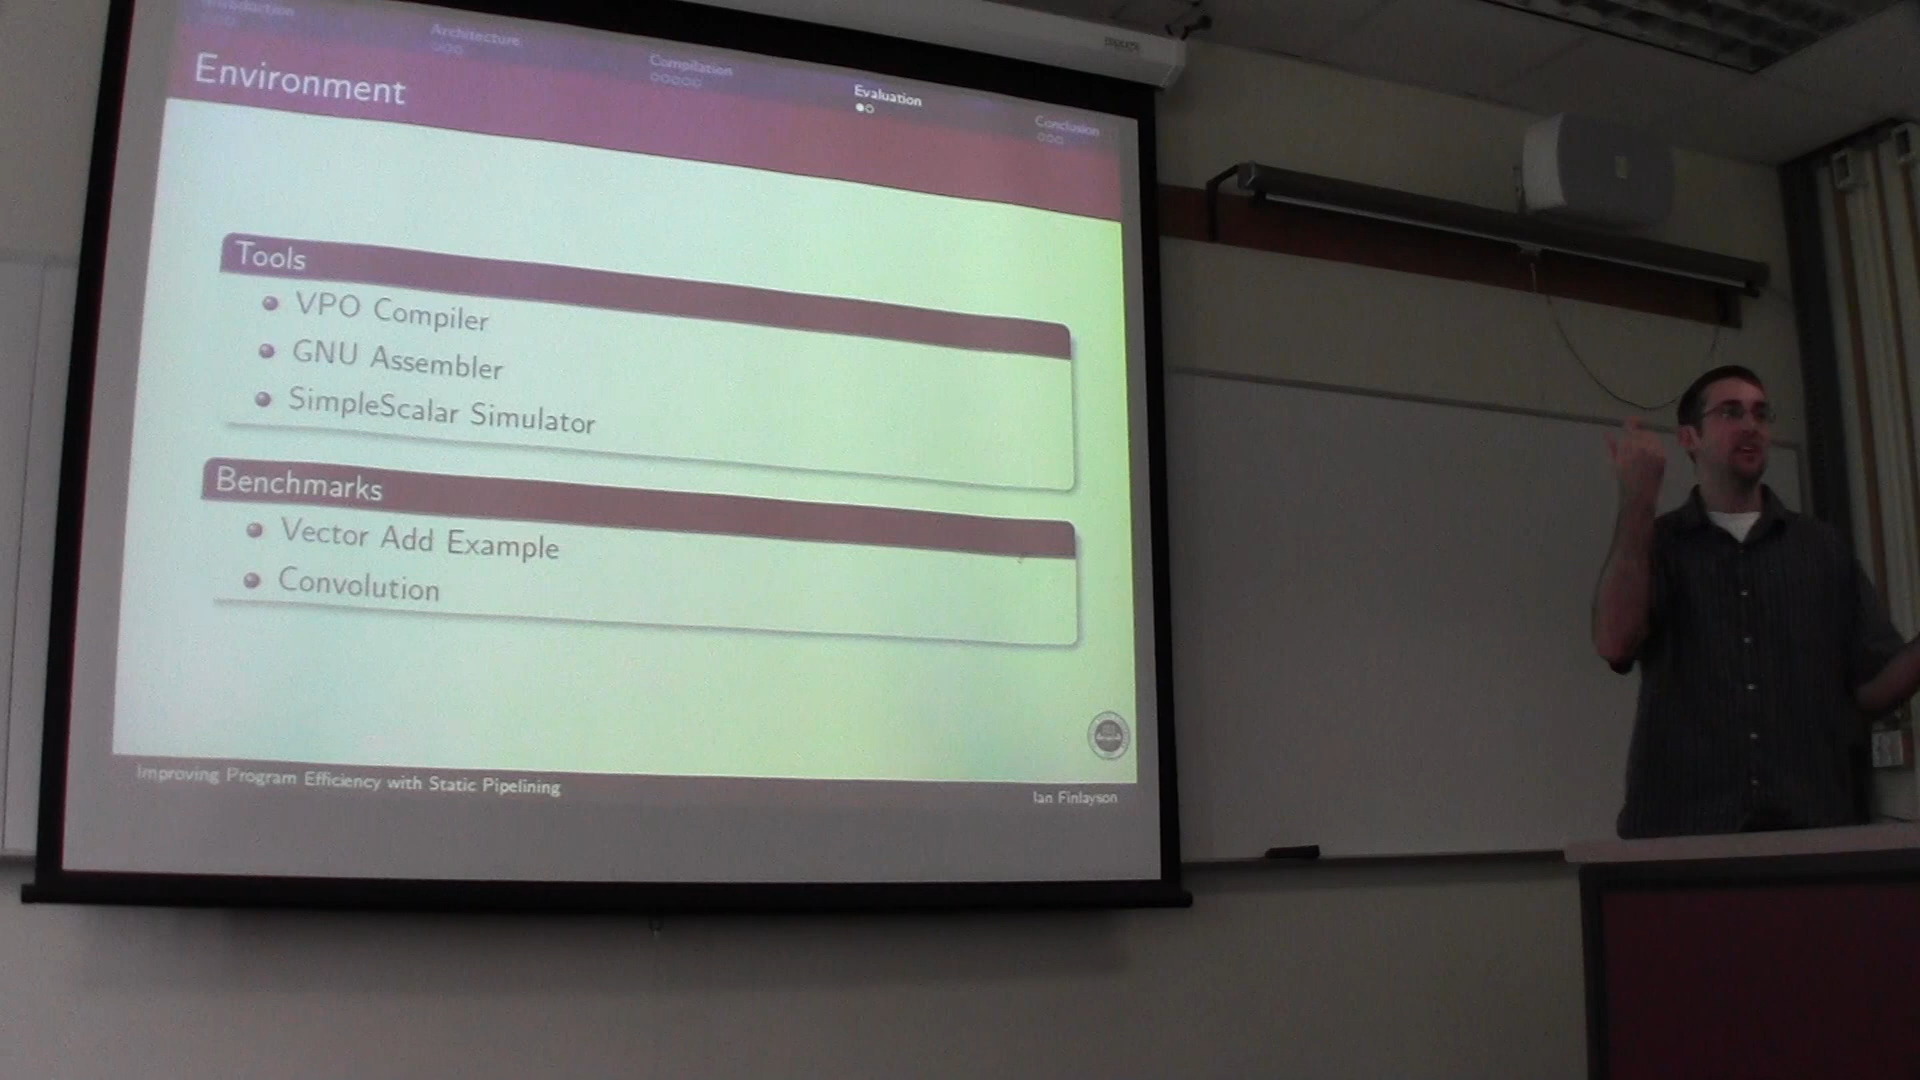 Introduction
Architecture
Compilation
Evaluation
Conclusion
Environment
Tools
VPO Compiler
GNU Assembler
SimpleScalar Simulator
Benchmarks
Vector Add Example
Convolution
Improving Program Efficiency with Static Pipelining
Ian Finlayson